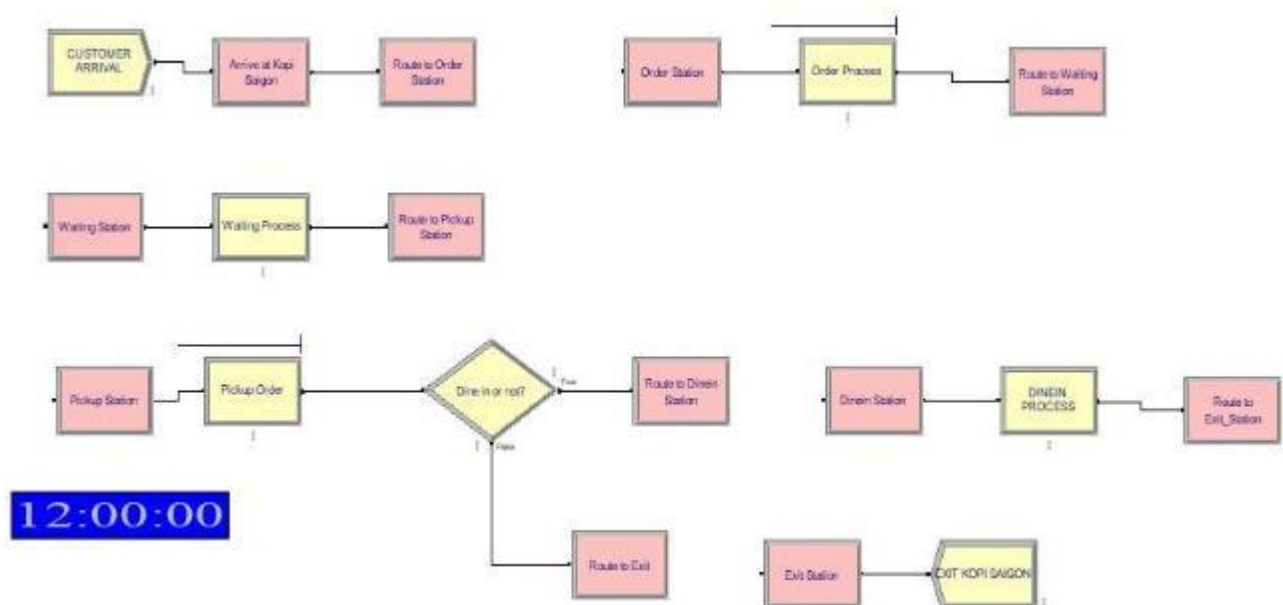 CUSTOMER
ARRIVAL
Arrive at Kopi
Saigon
Route to Order
Station
Order Station
Order Process
Route to Waiting
Station
Waiting Station
Waiting Process
Route to Pickup
Station
Pickup Station
Pickup Order
Dine in or not?
True
False
Route to Dinein
Station
Dinein Station
DINEIN
PROCESS
Route to
Exit_Station
12:00:00
Route to Exit
Exit Station
EXIT KOPI SAIGON